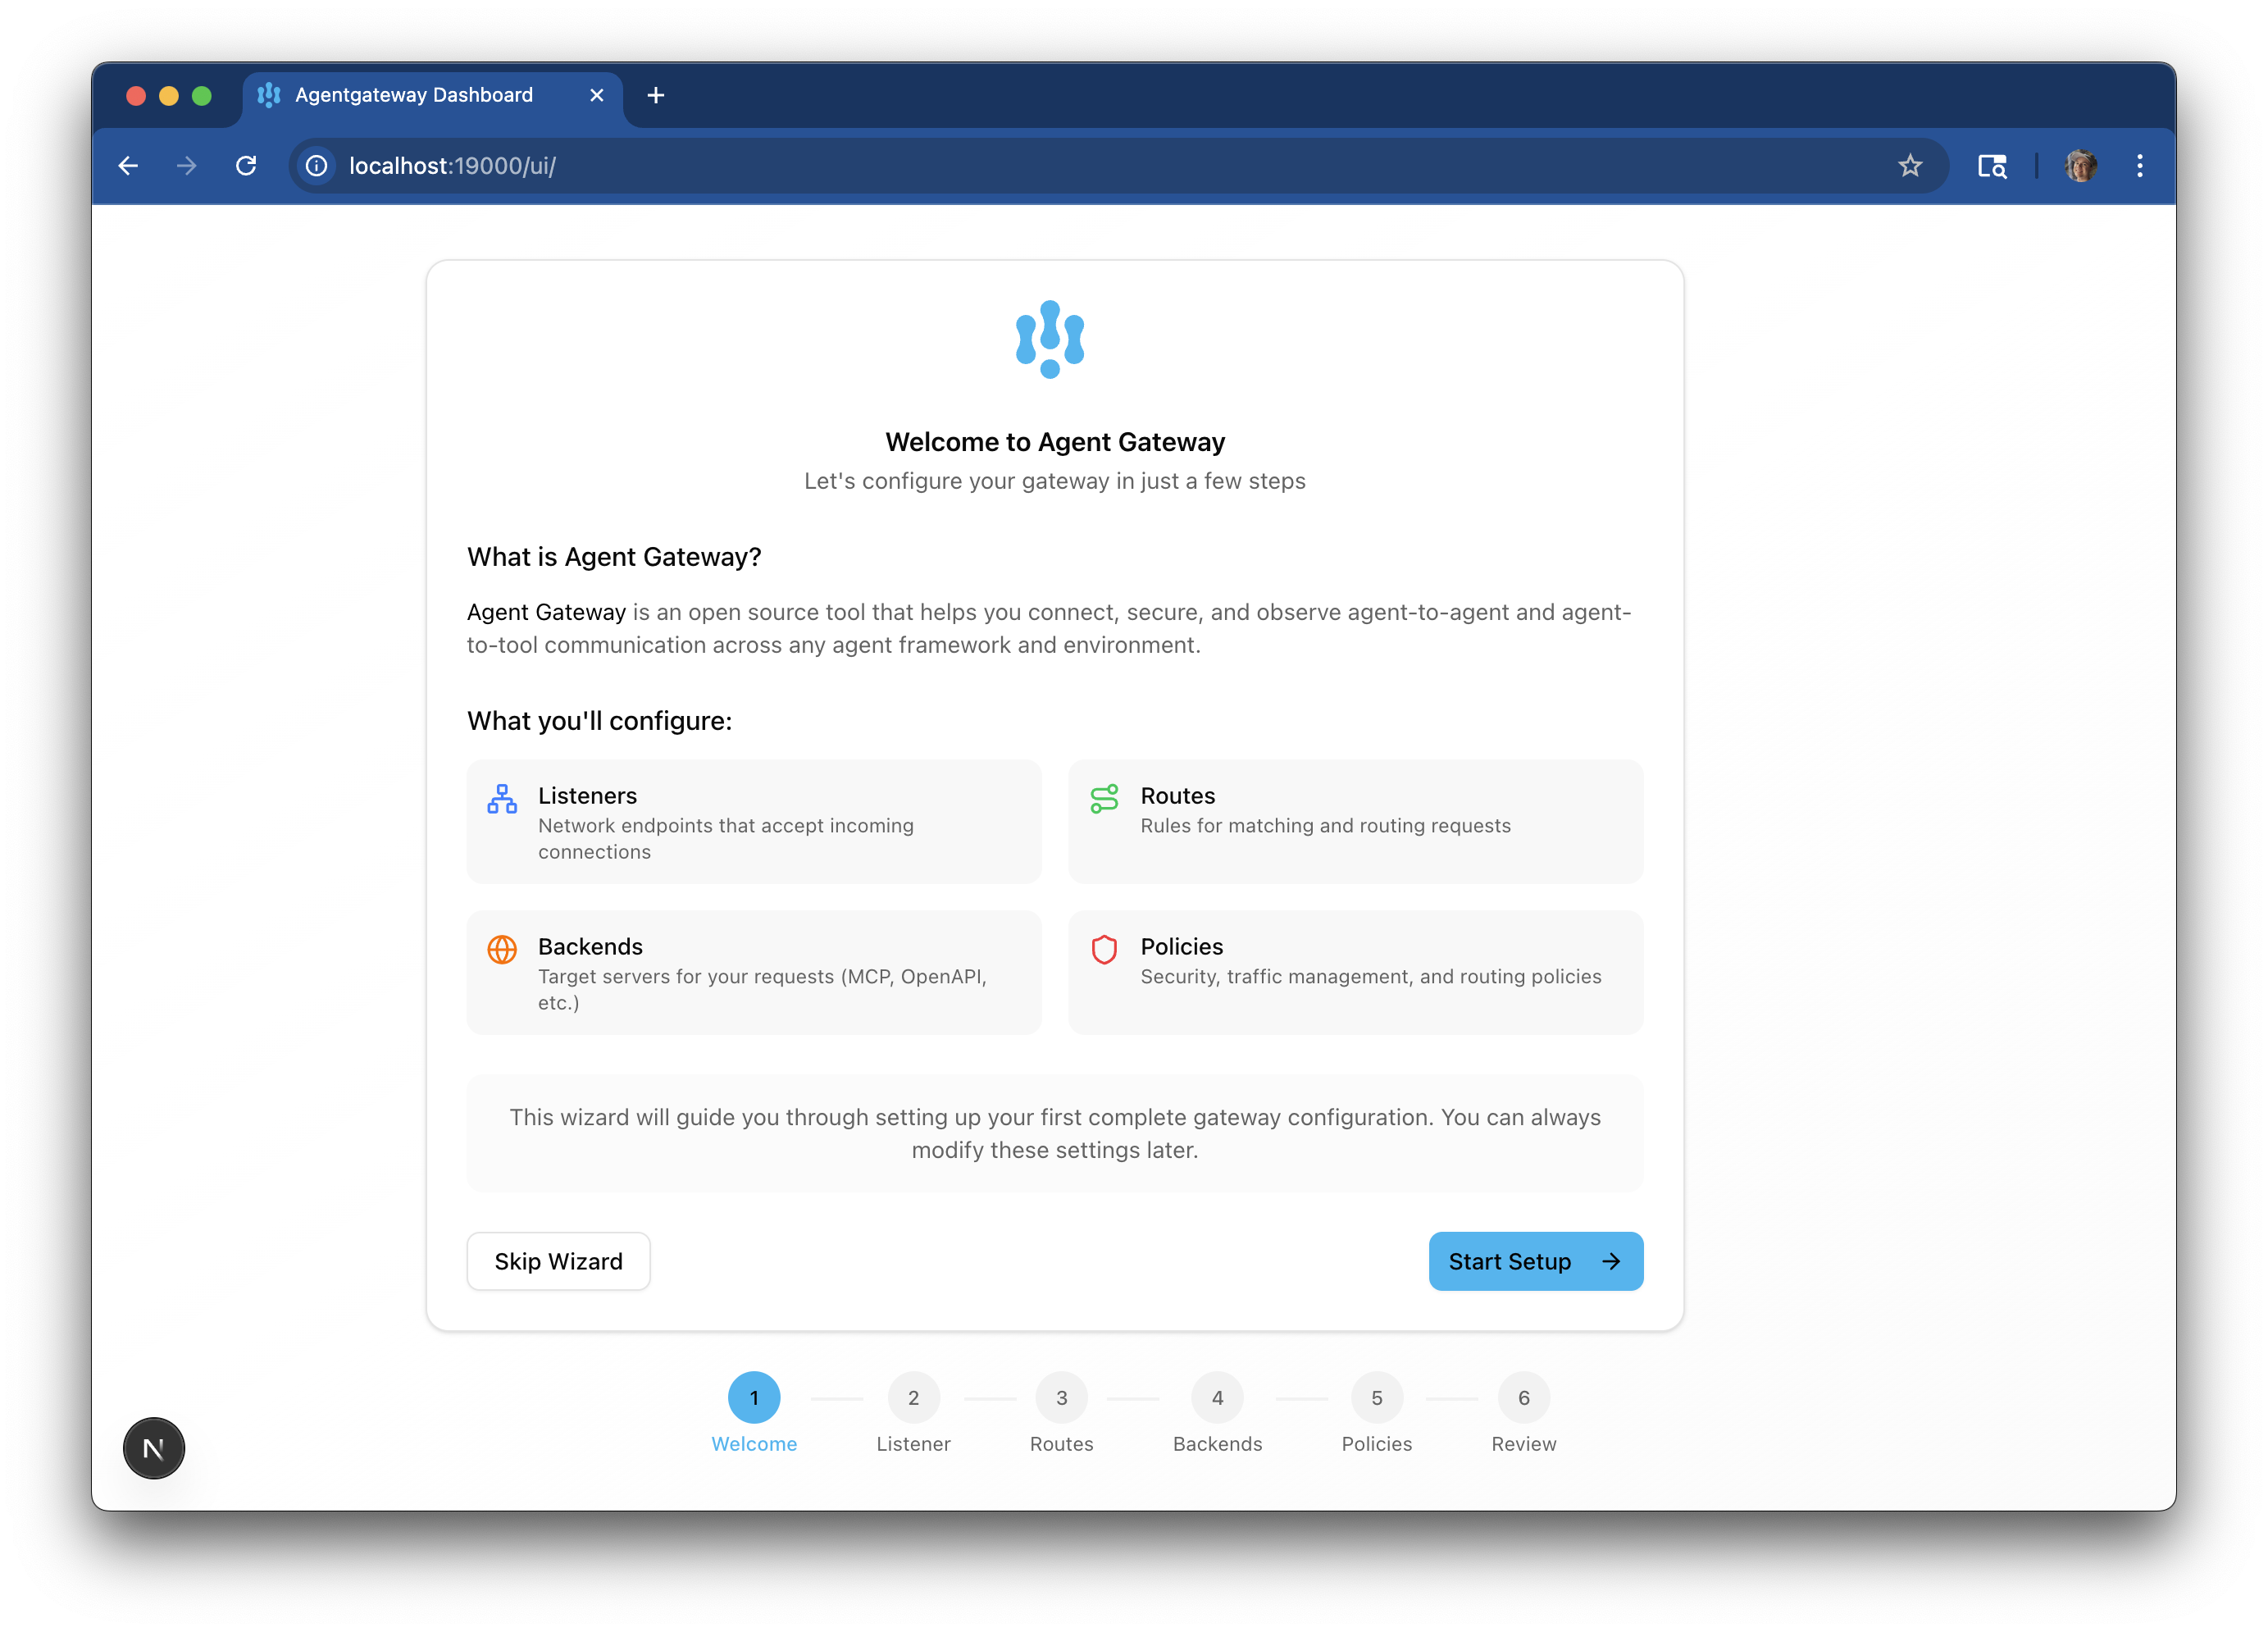 Agentgateway Dashboard
localhost:19000/ui/
Welcome to Agent Gateway
Let's configure your gateway in just a few steps
What is Agent Gateway?
Agent Gateway is an open source tool that helps you connect, secure, and observe agent-to-agent and agent-
to-tool communication across any agent framework and environment.
What you'll configure:
Listeners
Network endpoints that accept incoming
connections
Routes
Rules for matching and routing requests
Backends
Target servers for your requests (MCP, OpenAPI,
etc.)
Policies
Security, traffic management, and routing policies
This wizard will guide you through setting up your first complete gateway configuration. You can always
modify these settings later.
Skip Wizard
Start Setup
1
2
3
4
5
6
Welcome
Listener
Routes
Backends
Policies
Review
N